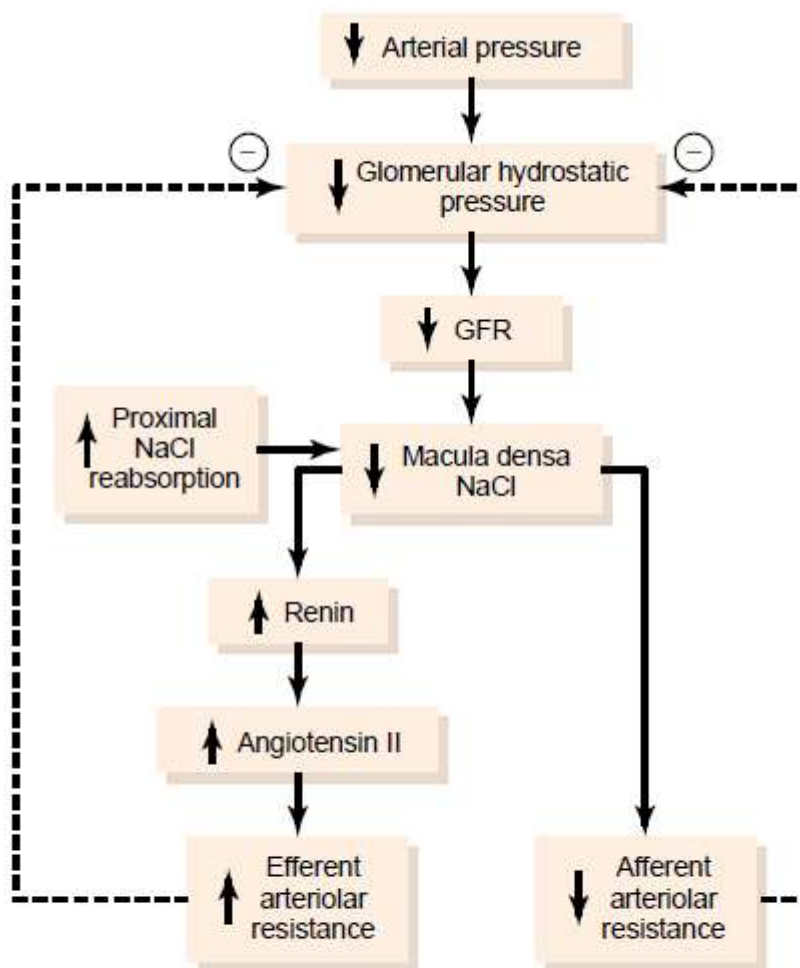 Arterial pressure
−
−
Glomerular hydrostatic
pressure
GFR
Proximal
NaCl
reabsorption
Macula densa
NaCl
Renin
Angiotensin II
Efferent
arteriolar
resistance
Afferent
arteriolar
resistance